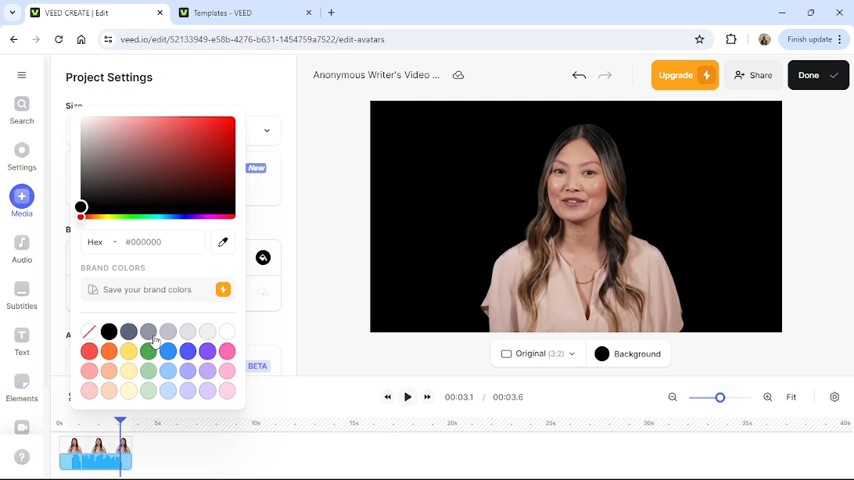 VEED CREATE | Edit
Templates - VEED
veed.io/edit/52133949-e58b-4276-b631-1454759a7522/edit-avatars
Finish update
Project Settings
Anonymous Writer's Video ...
Upgrade
Share
Done
Search
Settings
Media
Audio
Subtitles
Text
Elements
Size
New
Hex
#000000
BRAND COLORS
Save your brand colors
BETA
Original (3:2)
Background
00:03.1 / 00:03.6
Fit
0s
5s
10s
15s
20s
25s
30s
35s
40s